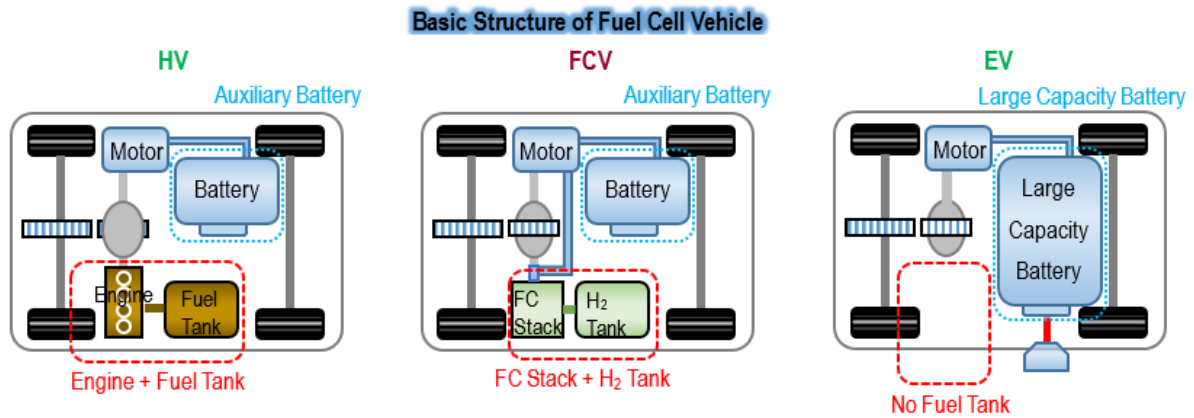 Basic Structure of Fuel Cell Vehicle
HV
Auxiliary Battery
Motor
Battery
Engine
Fuel
Tank
Engine + Fuel Tank
FCV
Auxiliary Battery
Motor
Battery
FC
Stack
H₂
Tank
FC Stack + H₂ Tank
EV
Large Capacity Battery
Motor
Large
Capacity
Battery
No Fuel Tank